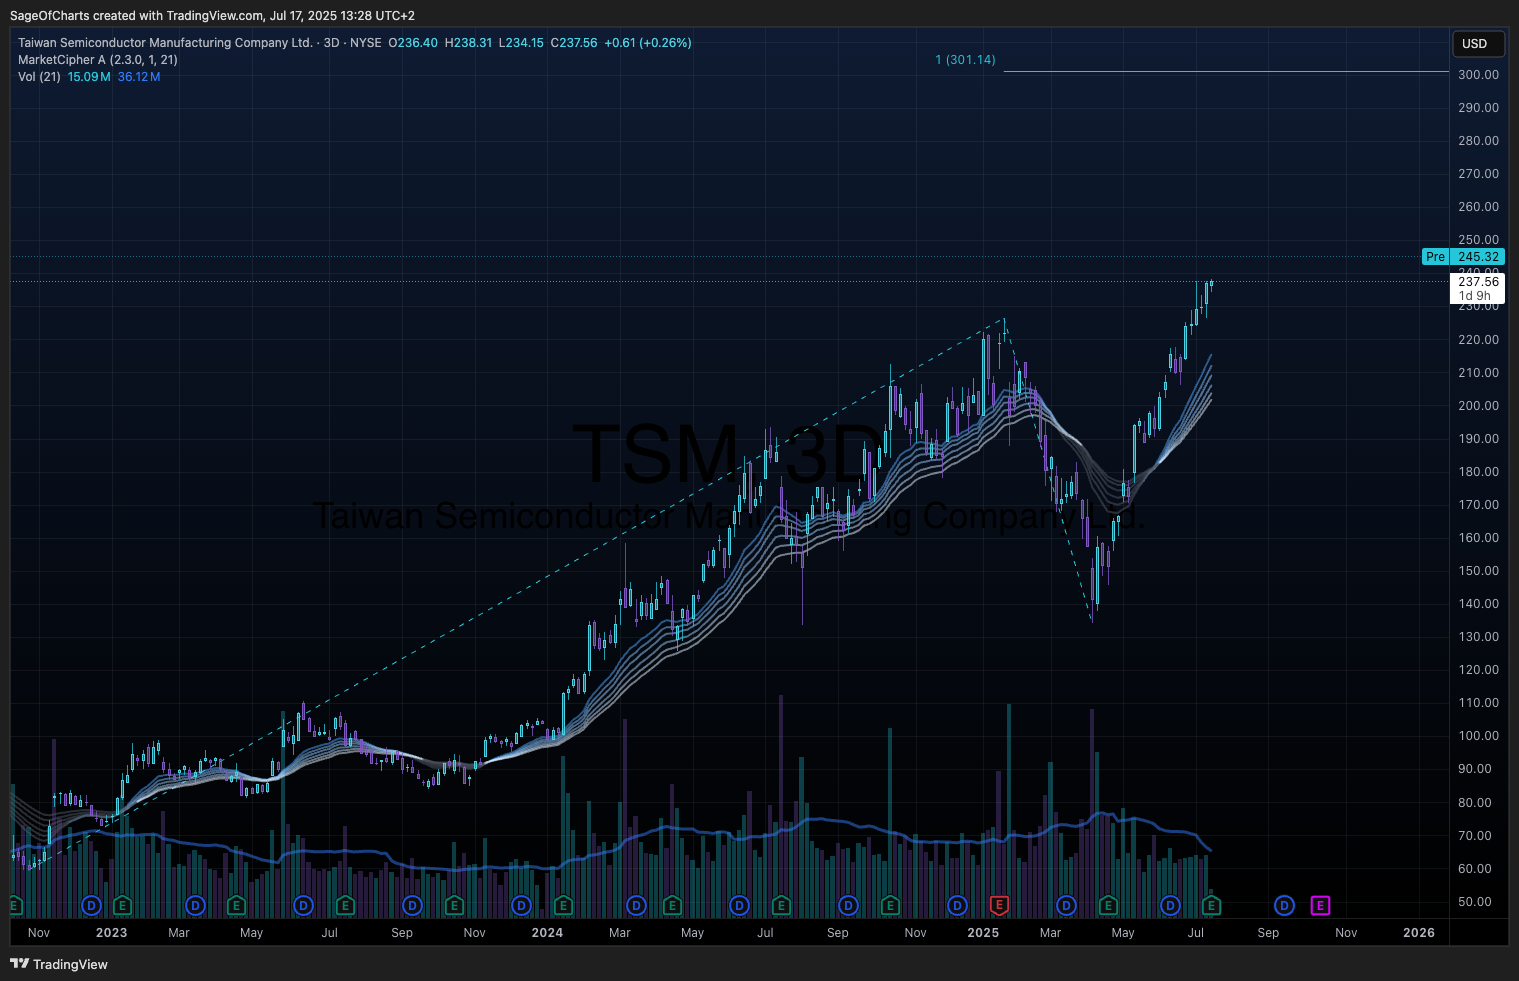 SageOfCharts created with TradingView.com, Jul 17, 2025 13:28 UTC+2
Taiwan Semiconductor Manufacturing Company Ltd. · 3D · NYSE O236.40 H238.31 L234.15 C237.56 +0.61 (+0.26%)
USD
MarketCipher A (2.3.0, 1, 21)
1 (301.14)
Vol (21) 15.09M 36.12M
300.00
290.00
280.00
270.00
260.00
250.00
Pre 245.32
240.00
237.56
1d 9h
230.00
220.00
210.00
200.00
190.00
TSM, 3D
180.00
170.00
Taiwan Semiconductor Manufacturing Company Ltd.
160.00
150.00
140.00
130.00
120.00
110.00
100.00
90.00
80.00
70.00
60.00
50.00
E D E D E D E D E D E D E D E D E D E D E D E D E
Nov 2023 Mar May Jul Sep Nov 2024 Mar May Jul Sep Nov 2025 Mar May Jul Sep Nov 2026
TradingView